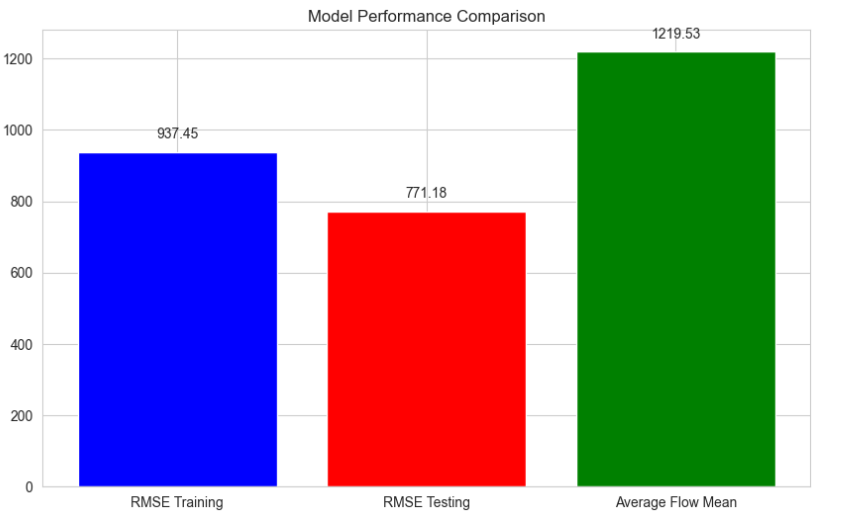 Model Performance Comparison
1219.53
1200
1000
937.45
800
771.18
600
400
200
0
RMSE Training
RMSE Testing
Average Flow Mean